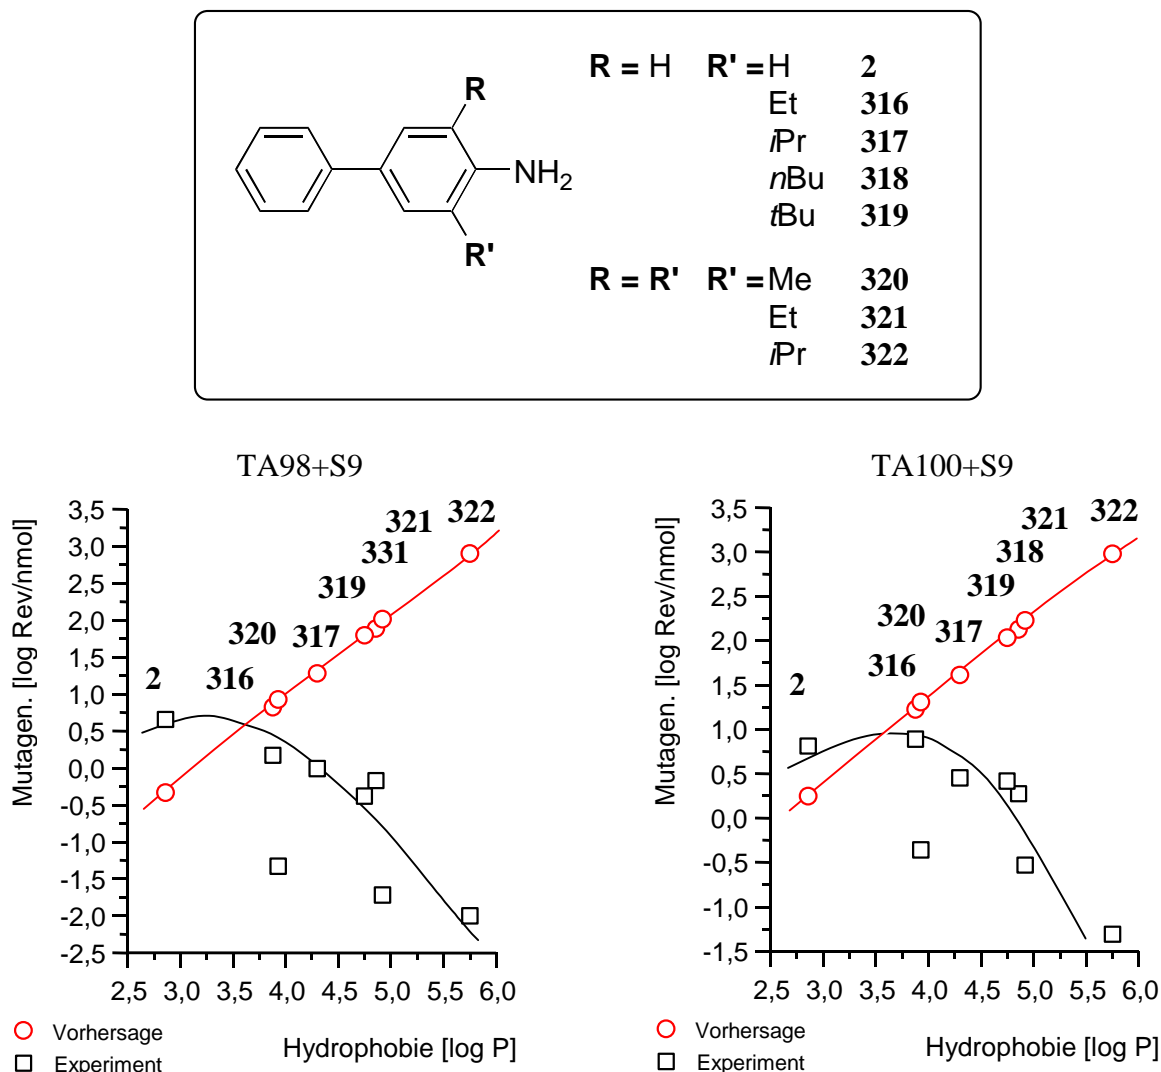 R = H R' = H 2
Et 316
iPr 317
nBu 318
tBu 319
R = R' R' = Me 320
Et 321
iPr 322
R
NH2
R'
TA98+S9
Mutagen. [log Rev/nmol]
3,5
3,0
2,5
2,0
1,5
1,0
0,5
0,0
-0,5
-1,0
-1,5
-2,0
-2,5
321 322
331
319
320 317
2 316
2,5 3,0 3,5 4,0 4,5 5,0 5,5 6,0
Vorhersage
Experiment
Hydrophobie [log P]
TA100+S9
Mutagen. [log Rev/nmol]
3,5
3,0
2,5
2,0
1,5
1,0
0,5
0,0
-0,5
-1,0
-1,5
321 322
318
319
320 317
316
2
2,5 3,0 3,5 4,0 4,5 5,0 5,5 6,0
Vorhersage
Experiment
Hydrophobie [log P]